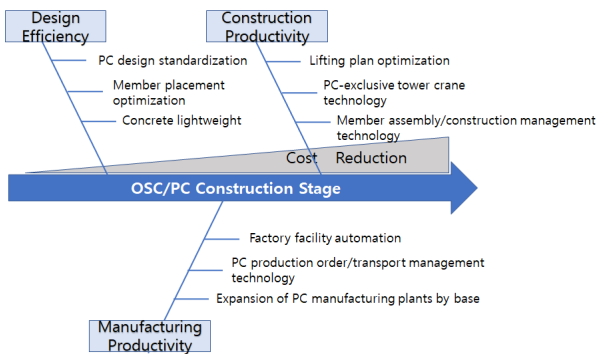 Design
Efficiency
Construction
Productivity
PC design standardization
Member placement
optimization
Concrete lightweight
Lifting plan optimization
PC-exclusive tower crane
technology
Member assembly/construction management
technology
Cost Reduction
OSC/PC Construction Stage
Factory facility automation
PC production order/transport management
technology
Expansion of PC manufacturing plants by base
Manufacturing
Productivity